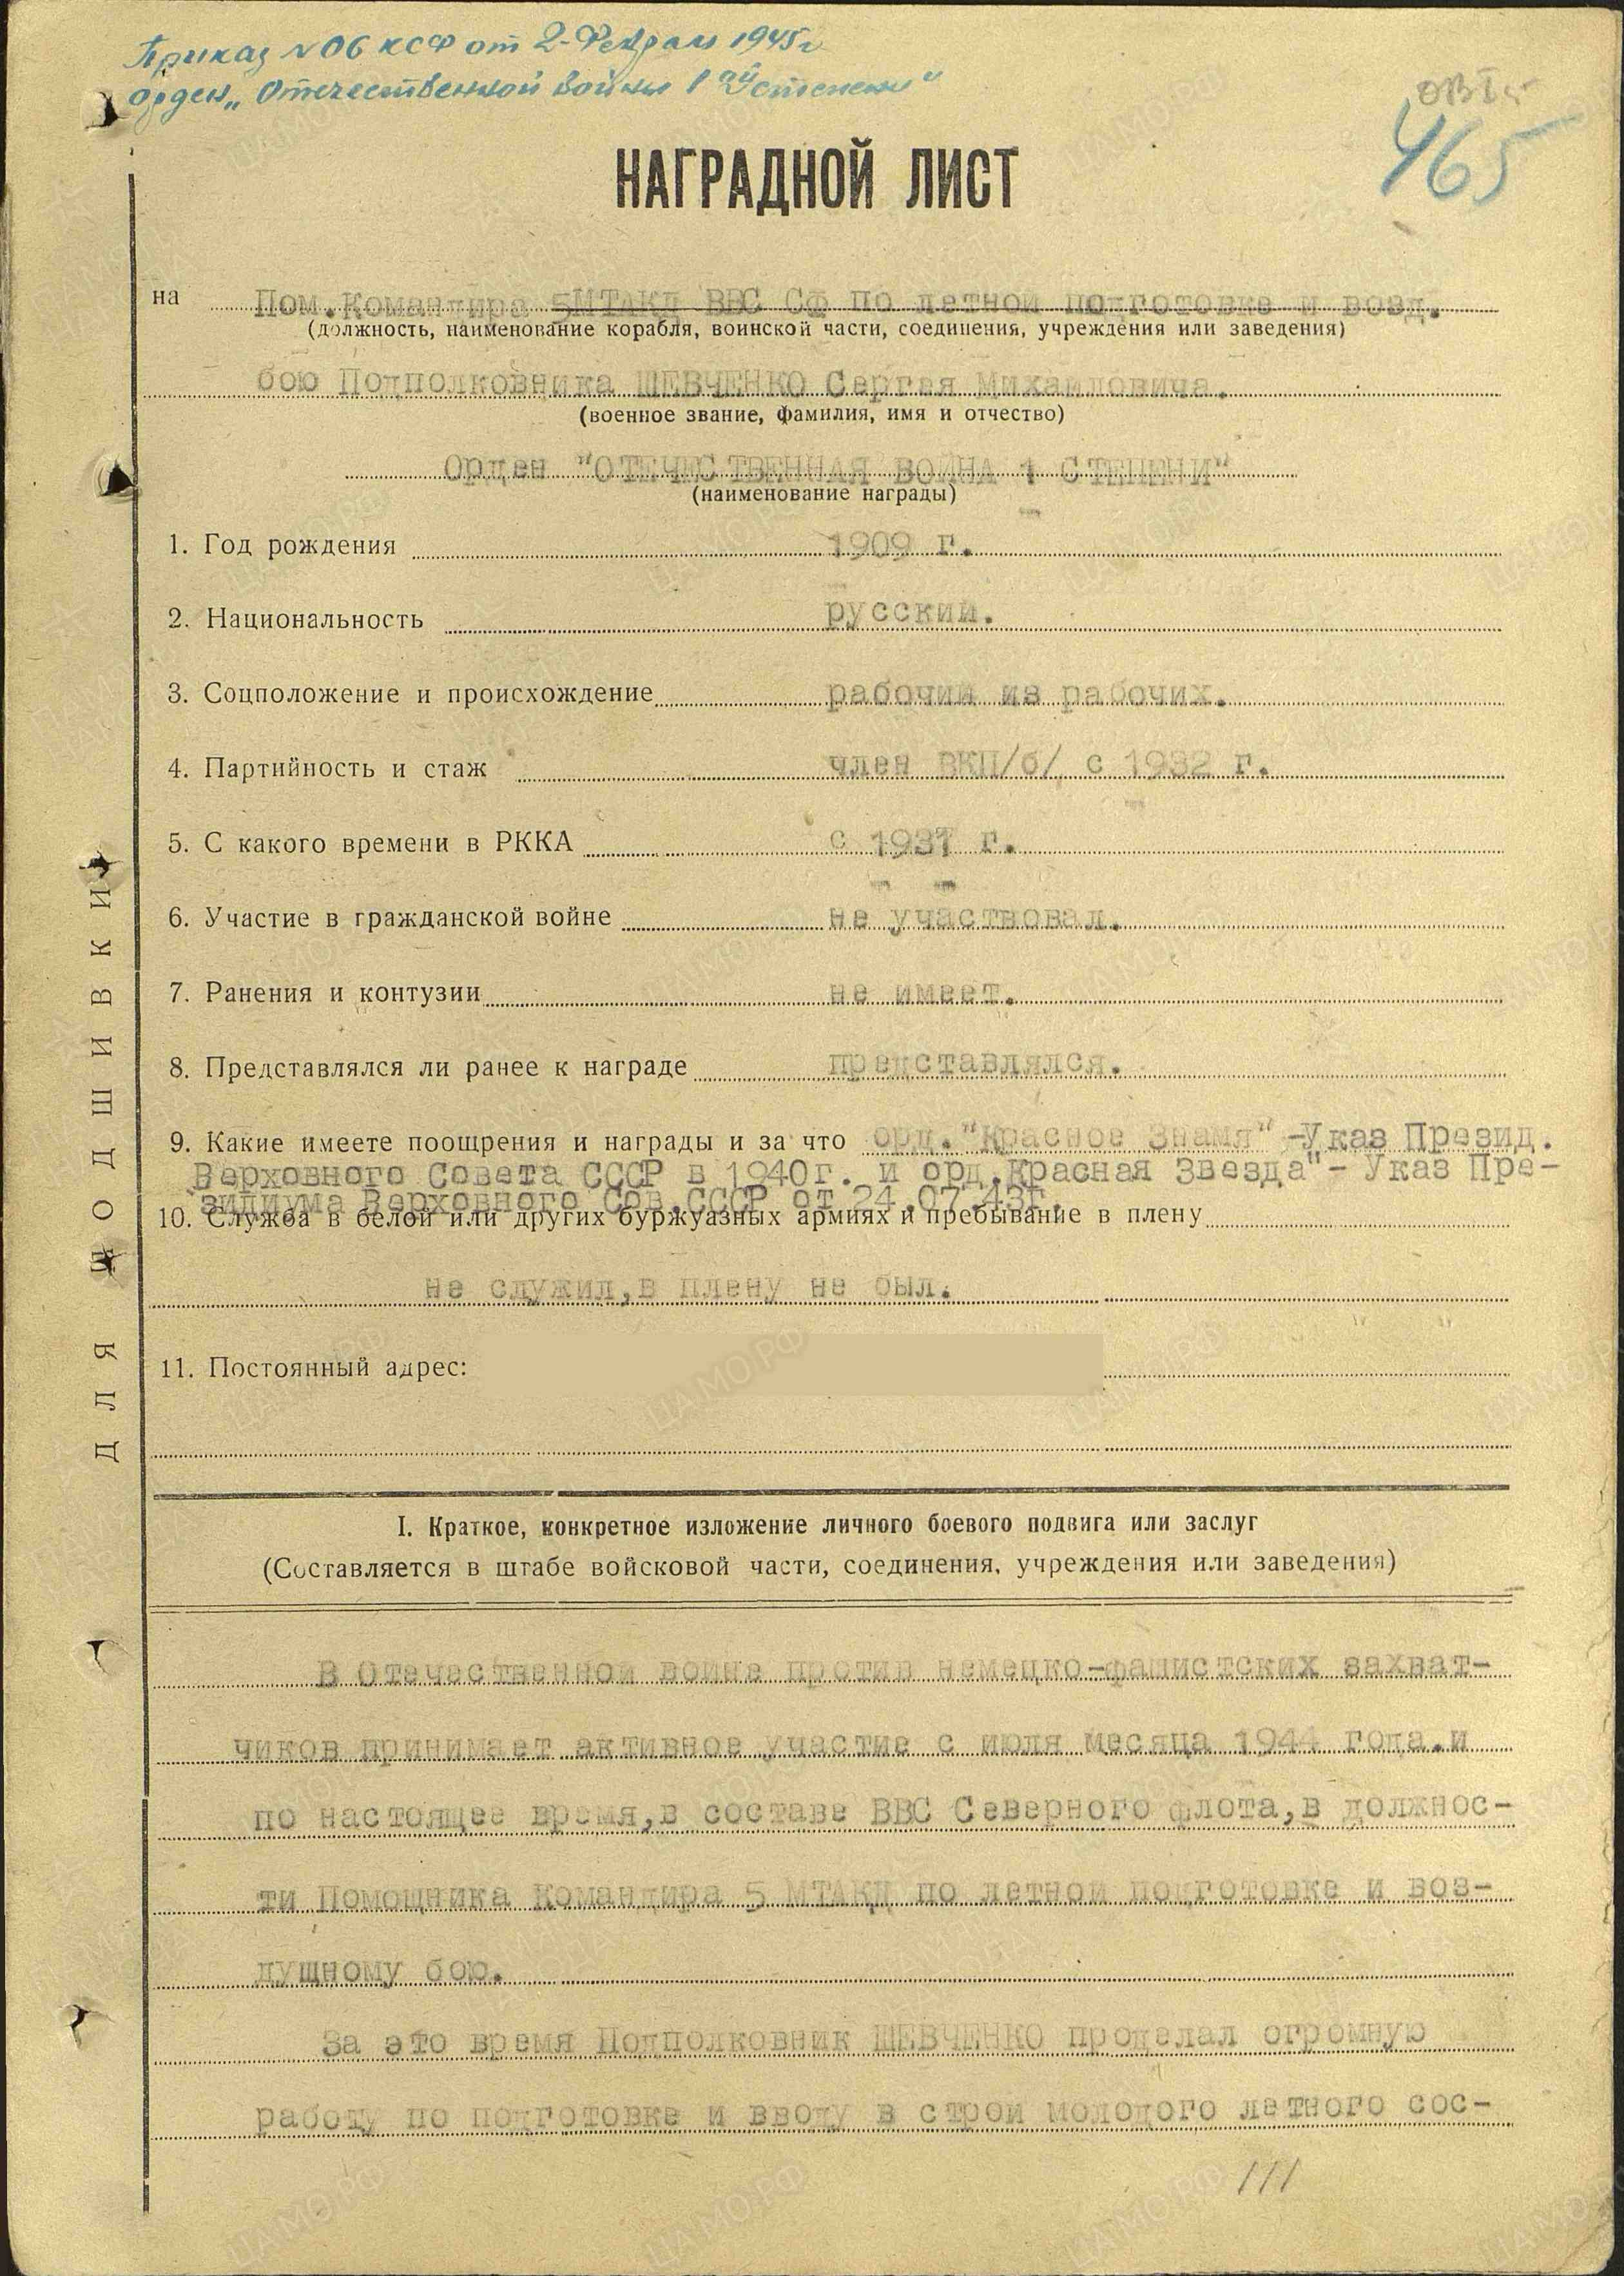 Приказ №06 КСФ от 2-Февраля 1945г
орден „Отечественной войны 1ой степени"
ОВ I ст
465
НАГРАДНОЙ ЛИСТ
на Пом.Командира 5МТАКД ВВС СФ по летной подготовке и возд.
(должность, наименование корабля, воинской части, соединения, учреждения или заведения)
бою Подполковника ШЕВЧЕНКО Сергея Михайловича.
(военное звание, фамилия, имя и отчество)
Орден "ОТЕЧЕСТВЕННАЯ ВОЙНА 1 СТЕПЕНИ"
(наименование награды)
1. Год рождения 1909 г.
2. Национальность русский.
3. Соцположение и происхождение рабочий из рабочих.
4. Партийность и стаж член ВКП/б/ с 1932 г.
5. С какого времени в РККА с 1931 г.
6. Участие в гражданской войне не участвовал.
7. Ранения и контузии не имеет.
8. Представлялся ли ранее к награде представлялся.
9. Какие имеете поощрения и награды и за что орд."Красное Знамя"-Указ Презид.
Верховного Совета СССР в 1940г. и орд.Красная Звезда"- Указ Пре-
зидиума Верховного Сов.СССР от 24.07.43г.
10. Служба в белой или других буржуазных армиях и пребывание в плену
не служил,в плену не был.
11. Постоянный адрес:
I. Краткое, конкретное изложение личного боевого подвига или заслуг
(Составляется в штабе войсковой части, соединения, учреждения или заведения)
В Отечественной войне против немецко-фашистских захват-
чиков принимает активное участие с июля месяца 1944 года.и
по настоящее время,в составе ВВС Северного флота,в должнос-
ти Помощника Командира 5 МТАКД по летной подготовке и воз-
душному бою.
За это время Подполковник ШЕВЧЕНКО проделал огромную
работу по подготовке и вводу в строй молодого летного сос-
111
ДЛЯ ПОДШИВКИ
ЦАМО.РФ